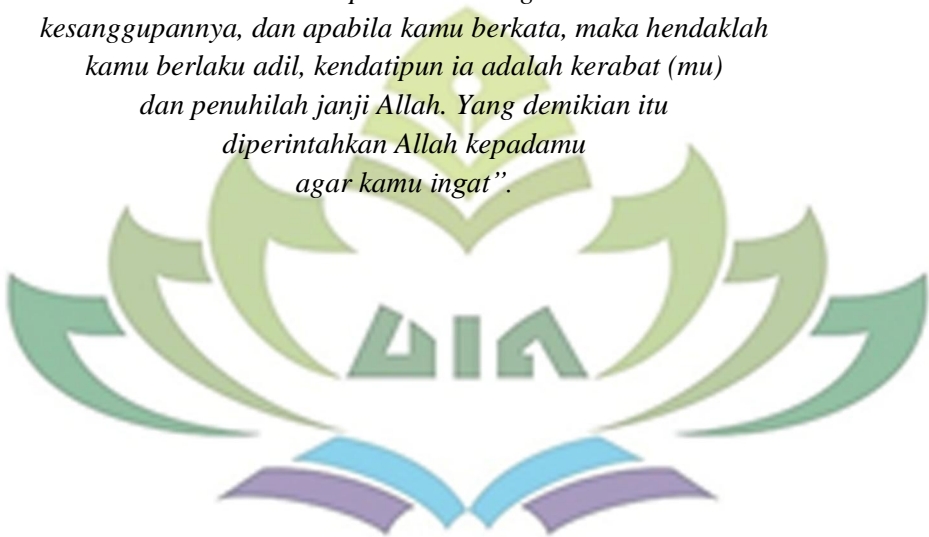 kesanggupannya, dan apabila kamu berkata, maka hendaklah
kamu berlaku adil, kendatipun ia adalah kerabat (mu)
dan penuhilah janji Allah. Yang demikian itu
diperintahkan Allah kepadamu
agar kamu ingat”.